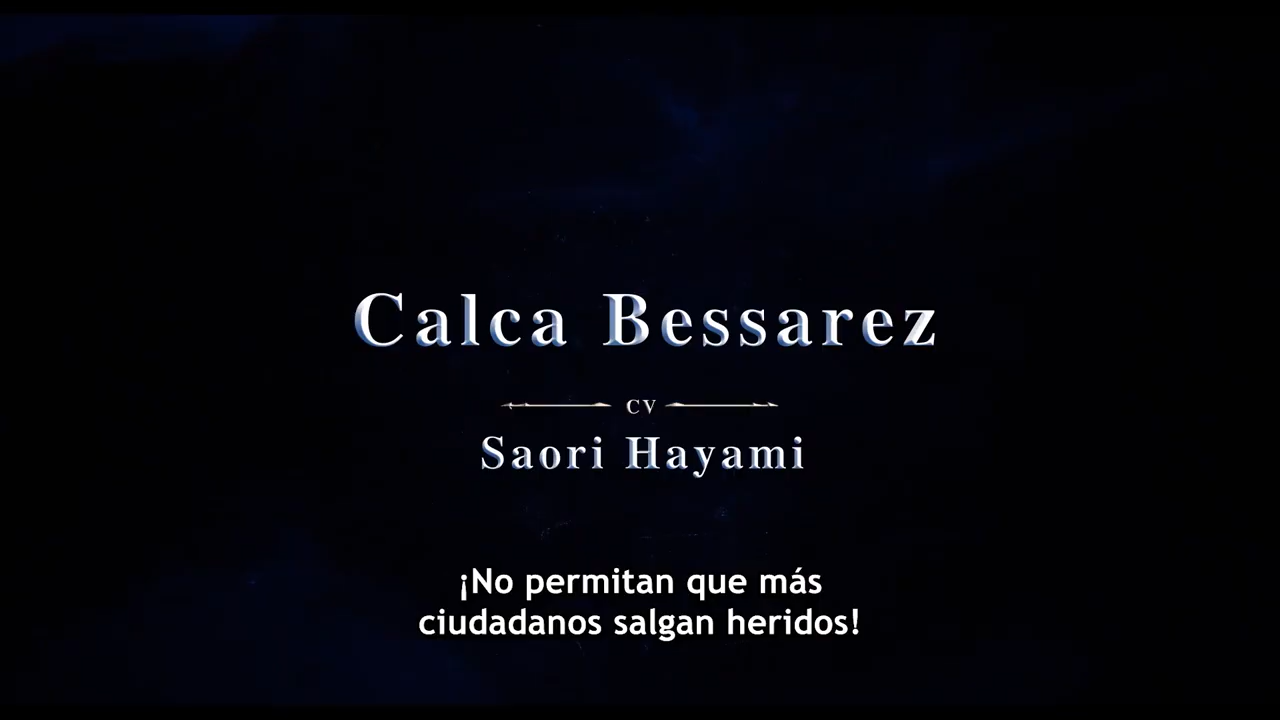 Calca Bessarez
CV
Saori Hayami
¡No permitan que más
ciudadanos salgan heridos!